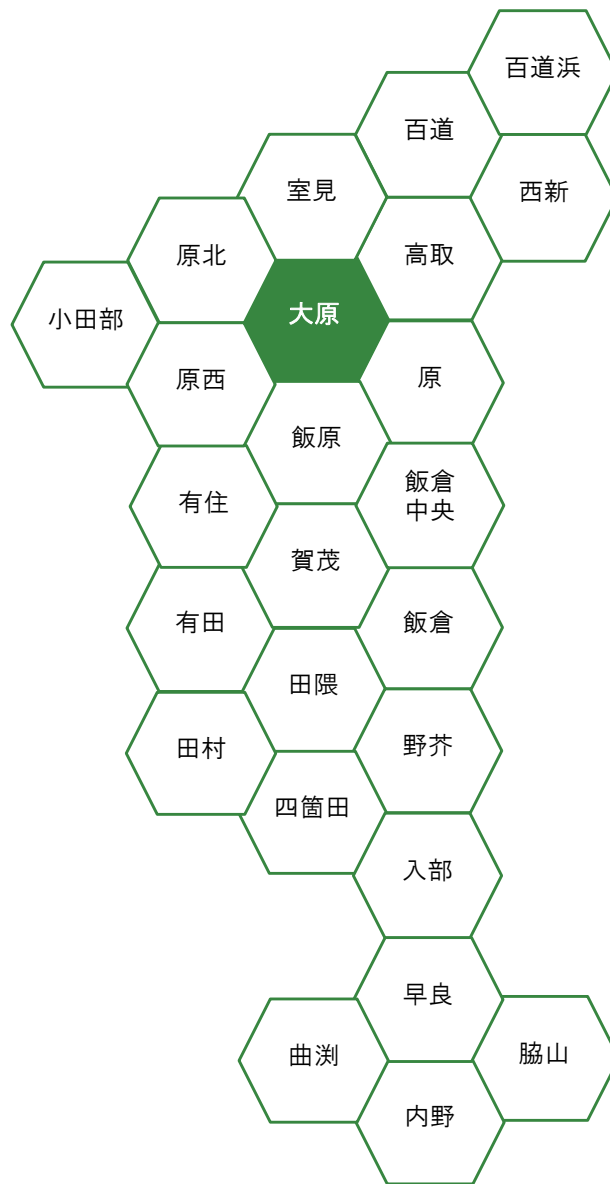 百道浜
百道
室見
西新
原北
高取
小田部
大原
原西
原
飯原
有住
飯倉
中央
賀茂
有田
飯倉
田隈
田村
野芥
四箇田
入部
早良
曲渕
脇山
内野